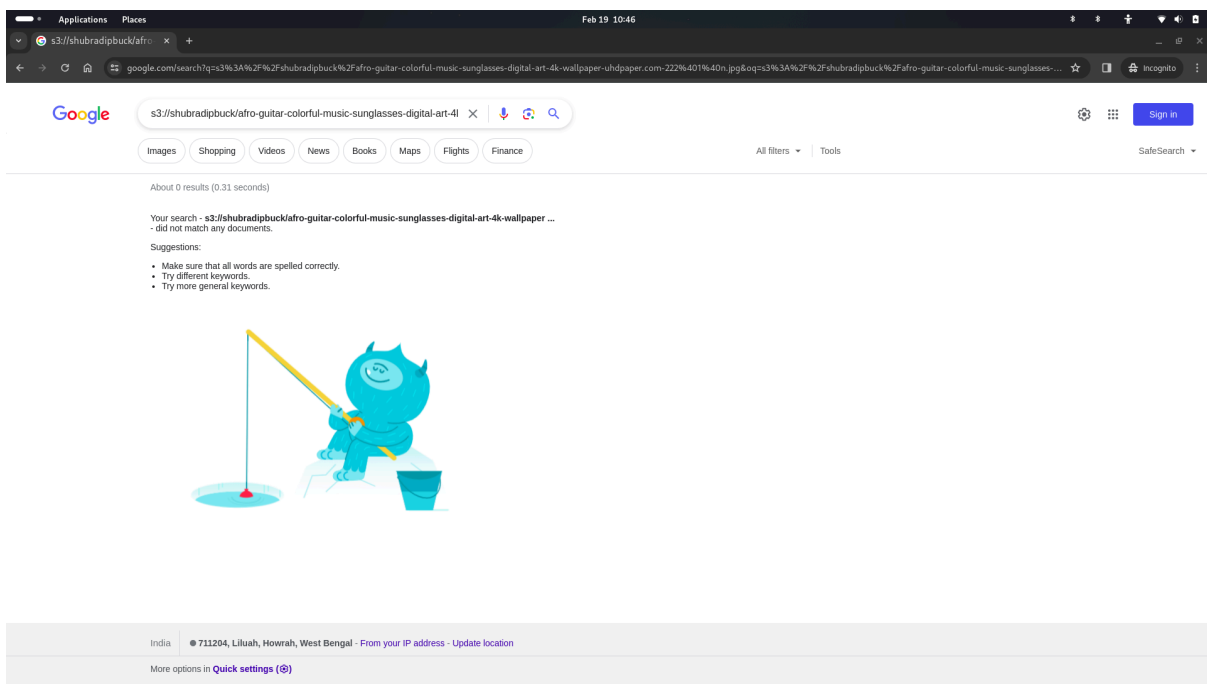 Applications Places Feb 19 10:46
s3://shubradipbuck/afro
google.com/search?q=s3%3A%2F%2Fshubradipbuck%2Fafro-guitar-colorful-music-sunglasses-digital-art-4k-wallpaper-uhdpaper.com-222%401%40n.jpg&oq=s3%3A%2F%2Fshubradipbuck%2Fafro-guitar-colorful-music-sunglasses-... Incognito
Google s3://shubradipbuck/afro-guitar-colorful-music-sunglasses-digital-art-4l Sign in
Images Shopping Videos News Books Maps Flights Finance All filters Tools SafeSearch
About 0 results (0.31 seconds)
Your search - s3://shubradipbuck/afro-guitar-colorful-music-sunglasses-digital-art-4k-wallpaper ...
- did not match any documents.
Suggestions:
• Make sure that all words are spelled correctly.
• Try different keywords.
• Try more general keywords.
India 711204, Liluah, Howrah, West Bengal - From your IP address - Update location
More options in Quick settings ( )